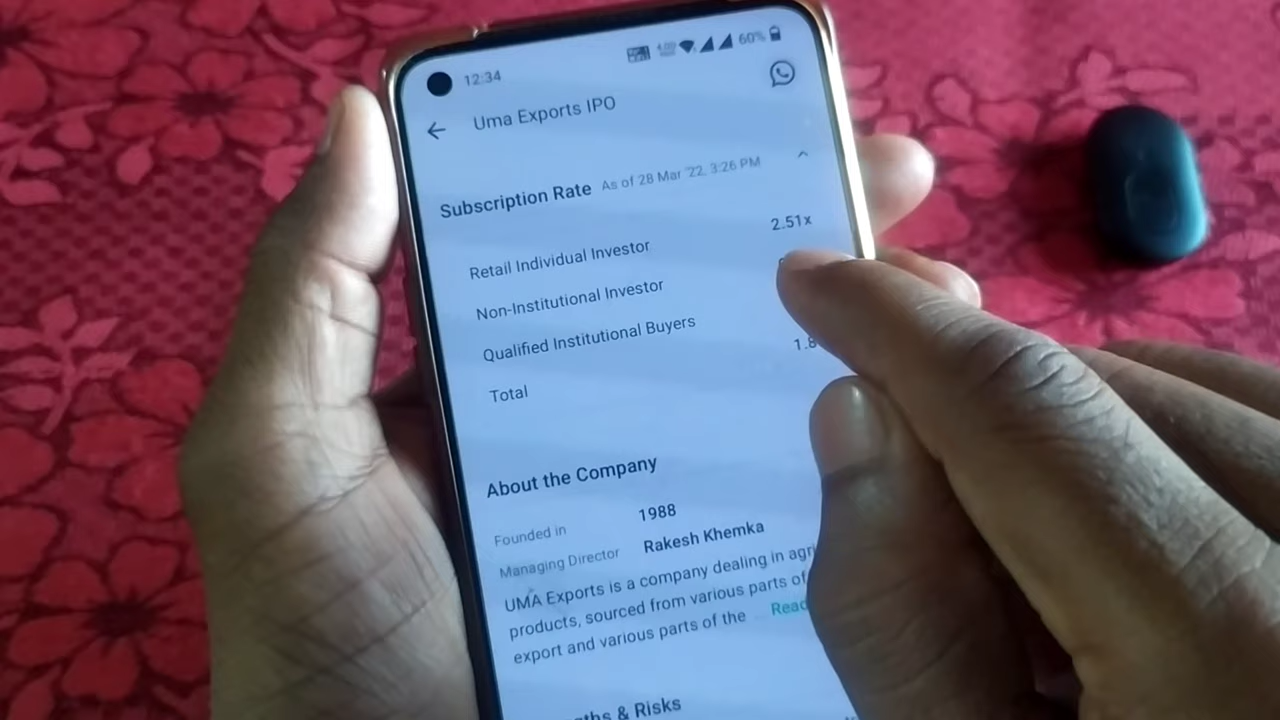 12:34
60%
Uma Exports IPO
Subscription Rate As of 28 Mar '22, 3:26 PM
Retail Individual Investor 2.51x
Non-Institutional Investor
Qualified Institutional Buyers
Total 1.8
About the Company
Founded in 1988
Managing Director Rakesh Khemka
UMA Exports is a company dealing in agri
products, sourced from various parts of
export and various parts of the ... Read
ths & Risks